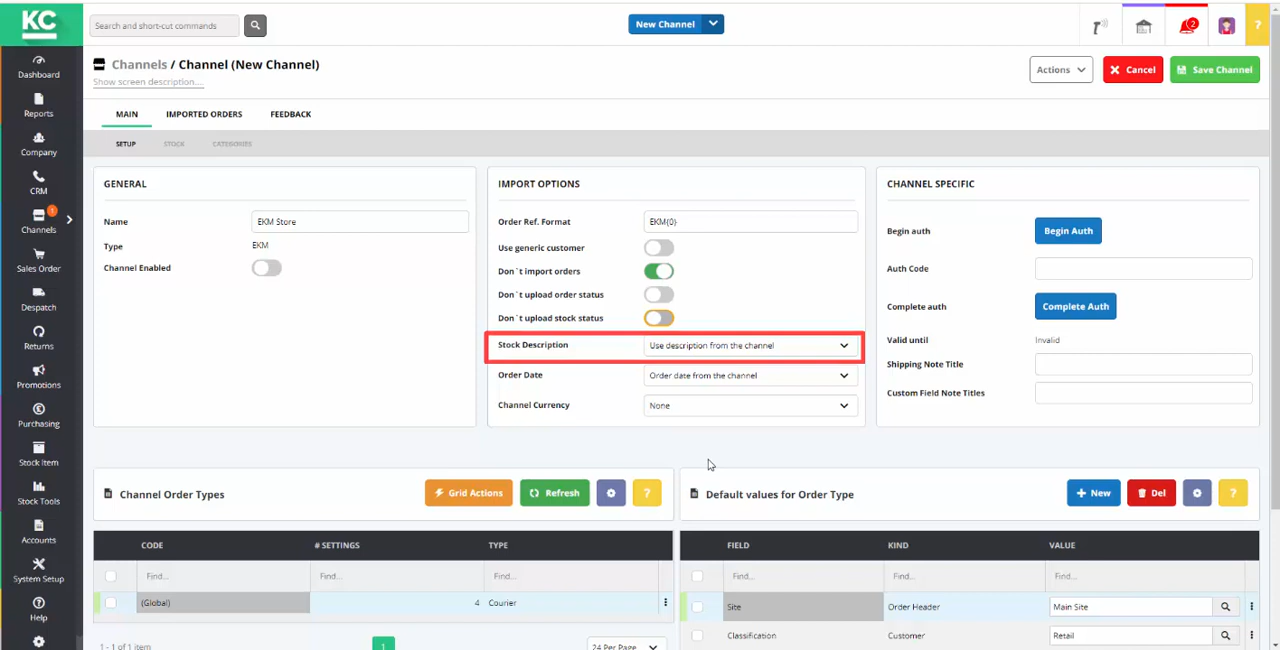 KC
Search and short-cut commands
New Channel
2
?
Dashboard
Reports
Company
CRM
1
Channels
Sales Order
Despatch
Returns
Promotions
Purchasing
Stock Item
Stock Tools
Accounts
System Setup
Help
Channels / Channel (New Channel)
Show screen description....
Actions
Cancel
Save Channel
MAIN IMPORTED ORDERS FEEDBACK
SETUP STOCK CATEGORIES
GENERAL
Name EKM Store
Type EKM
Channel Enabled
IMPORT OPTIONS
Order Ref. Format EKM{0}
Use generic customer
Don`t import orders
Don`t upload order status
Don`t upload stock status
Stock Description Use description from the channel
Order Date Order date from the channel
Channel Currency None
CHANNEL SPECIFIC
Begin auth Begin Auth
Auth Code
Complete auth Complete Auth
Valid until Invalid
Shipping Note Title
Custom Field Note Titles
Channel Order Types Grid Actions Refresh ?
CODE # SETTINGS TYPE
Find... Find... Find...
(Global) 4 Courier
1 - 1 of 1 item 1 24 Per Page
Default values for Order Type New Del ?
FIELD KIND VALUE
Find... Find... Find...
Site Order Header Main Site
Classification Customer Retail